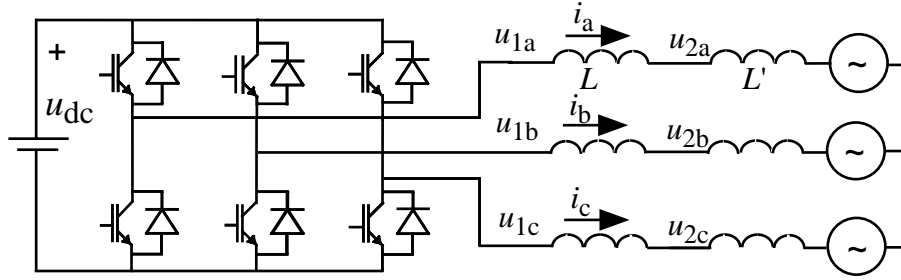 +
u_dc
u_1a i_a u_2a
L L' ~
u_1b i_b u_2b
~
u_1c i_c u_2c
~